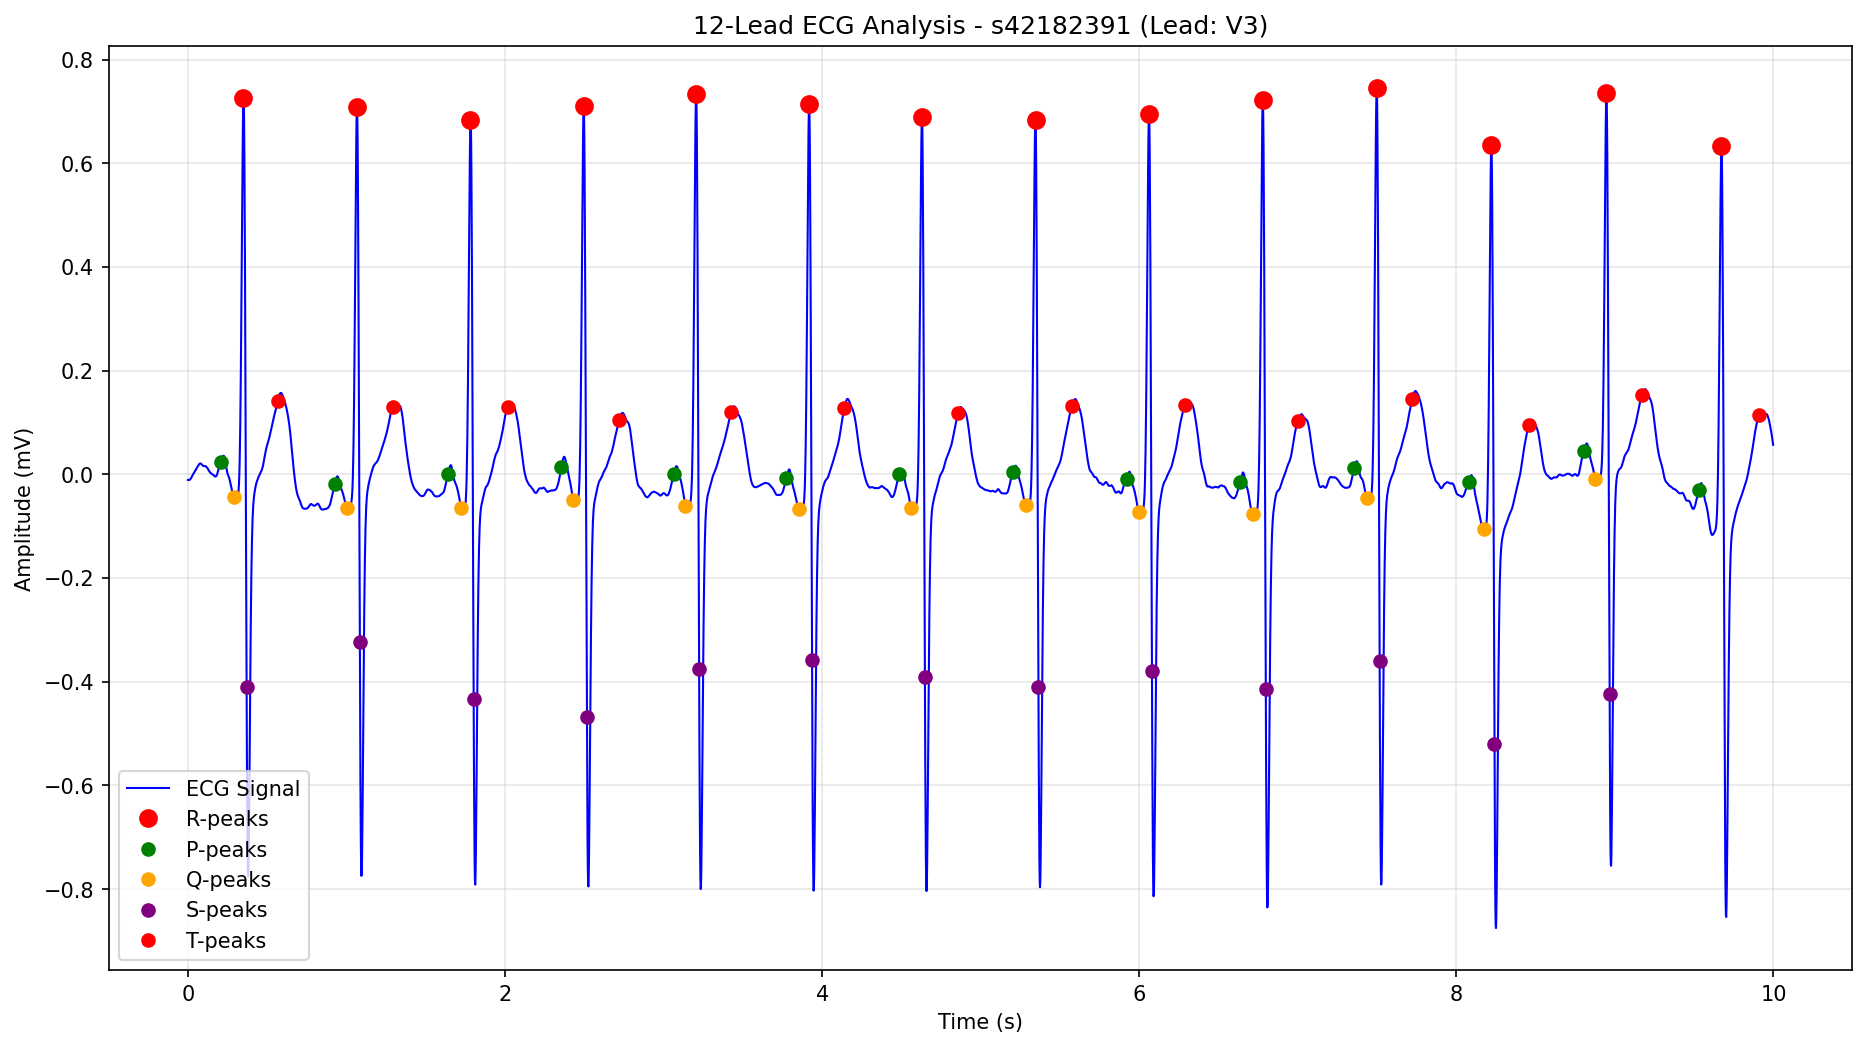 12-Lead ECG Analysis - s42182391 (Lead: V3)
0.8
0.6
0.4
0.2
0.0
−0.2
−0.4
−0.6
−0.8
Amplitude (mV)
ECG Signal
R-peaks
P-peaks
Q-peaks
S-peaks
T-peaks
0 2 4 6 8 10
Time (s)